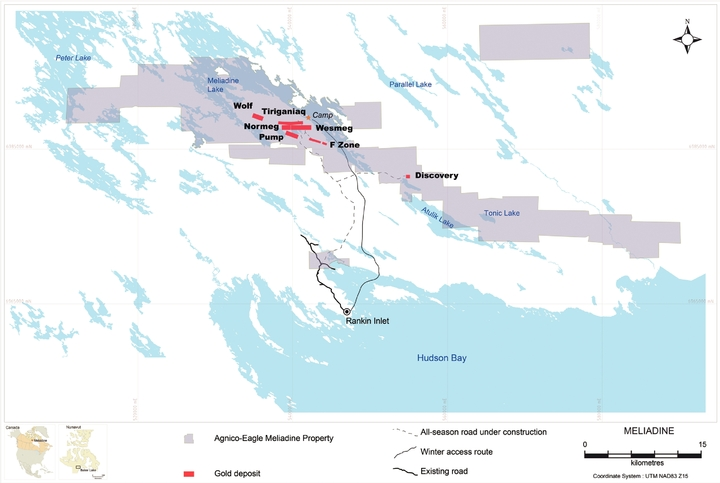 N
Peter Lake
Meliadine
Lake
Parallel Lake
Wolf
Tiriganiaq
Camp
Normeg
Wesmeg
Pump
F Zone
Discovery
Atulik Lake
Tonic Lake
Rankin Inlet
Hudson Bay
Canada
Nunavut
Agnico-Eagle Meliadine Property
Gold deposit
All-season road under construction
Winter access route
Existing road
MELIADINE
0
15
kilometres
Coordinate System : UTM NAD83 Z15